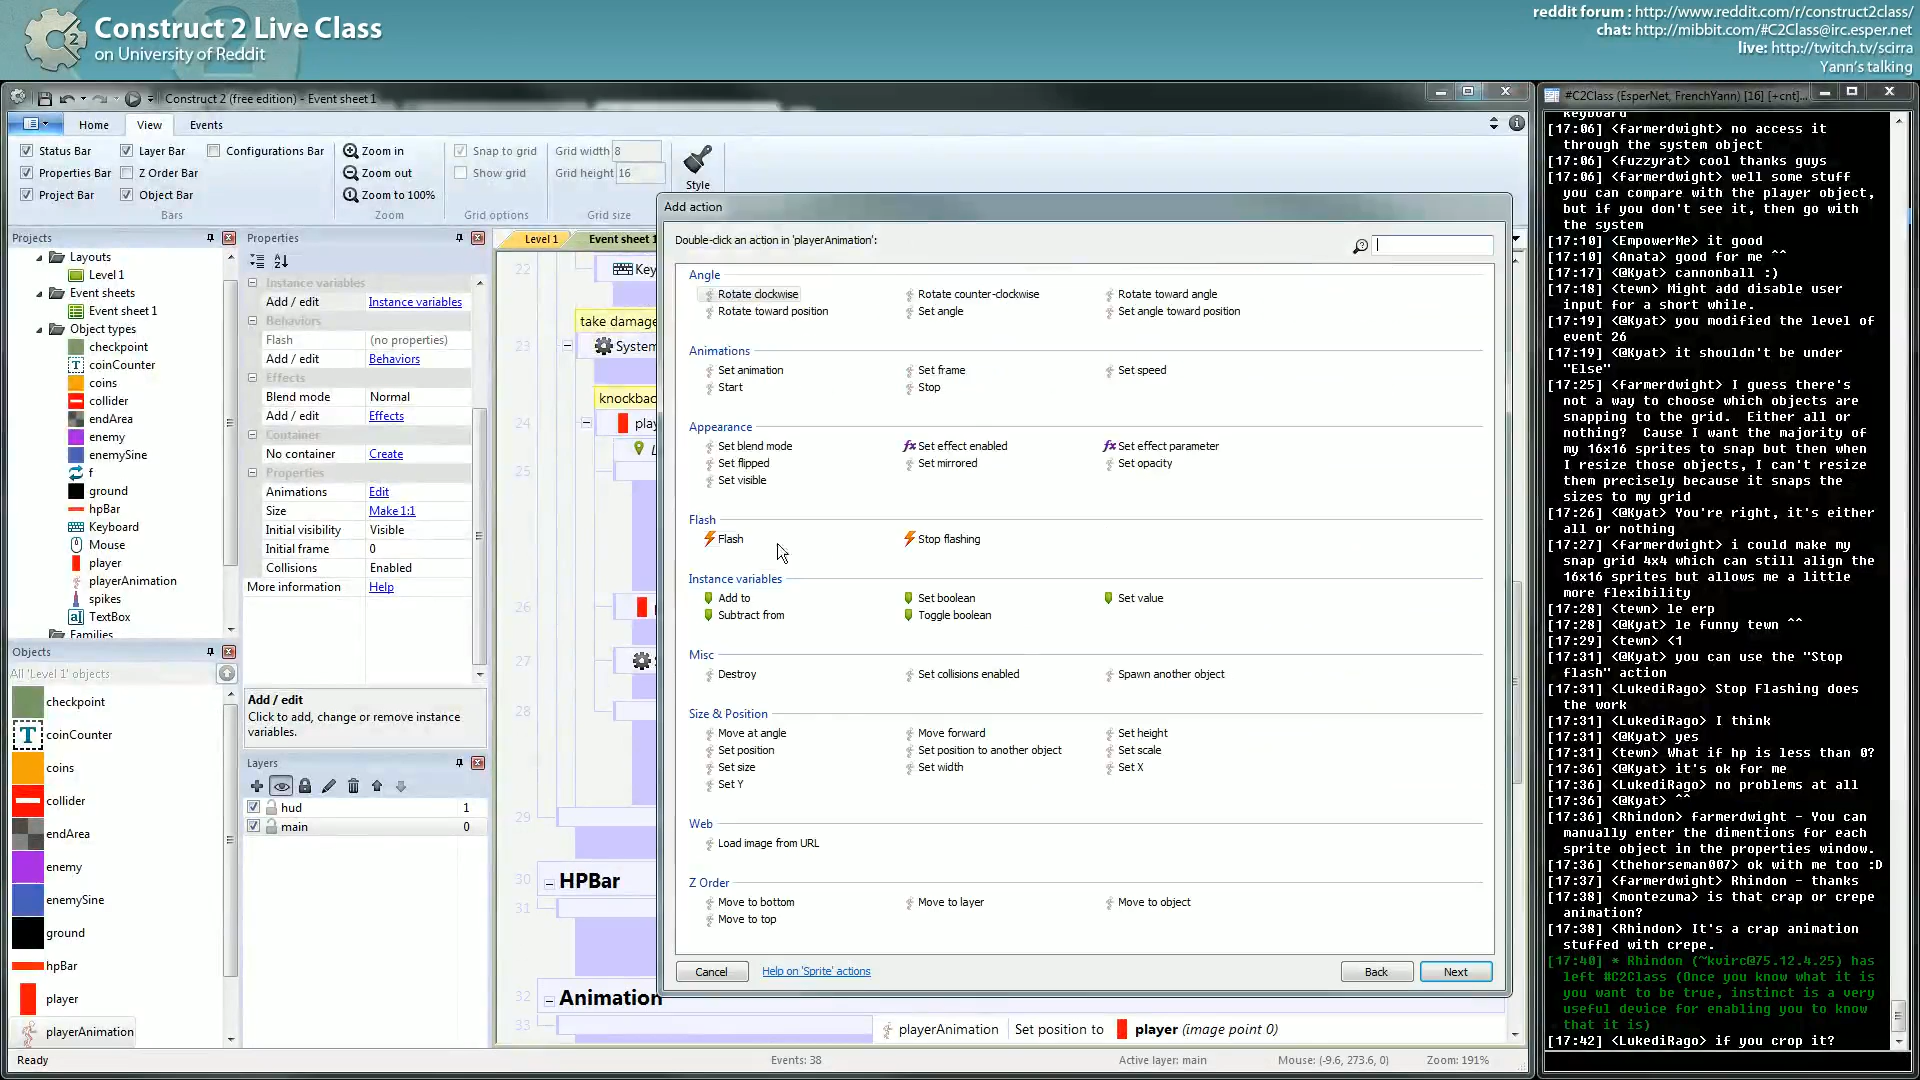 Construct 2 Live Class
on University of Reddit
reddit forum : http://www.reddit.com/r/construct2class/
chat: http://mibbit.com/#C2Class@irc.esper.net
live: http://twitch.tv/scirra
Yann's talking
Construct 2 (free edition) - Event sheet 1
Home View Events
Status Bar Layer Bar Configurations Bar
Properties Bar Z Order Bar
Project Bar Object Bar
Bars
Zoom in
Zoom out
Zoom to 100%
Zoom
Snap to grid
Show grid
Grid options
Grid width 8
Grid height 16
Grid size
Style
Projects
Layouts
Level 1
Event sheets
Event sheet 1
Object types
checkpoint
coinCounter
coins
collider
endArea
enemy
enemySine
f
ground
hpBar
Keyboard
Mouse
player
playerAnimation
spikes
TextBox
Families
Objects
All 'Level 1' objects
checkpoint
coinCounter
coins
collider
endArea
enemy
enemySine
ground
hpBar
player
playerAnimation
Properties
Instance variables
Add / edit Instance variables
Behaviors
Flash (no properties)
Add / edit Behaviors
Effects
Blend mode Normal
Add / edit Effects
Container
No container Create
Properties
Animations Edit
Size Make 1:1
Initial visibility Visible
Initial frame 0
Collisions Enabled
More information Help
Add / edit
Click to add, change or remove instance
variables.
Layers
hud 1
main 0
Level 1 Event sheet 1
22 Key
take damage
23 System
knockbac
24 play
25
26
27
28
29
30 HPBar
31
32 Animation
33 playerAnimation Set position to player (image point 0)
Add action
Double-click an action in 'playerAnimation':
Angle
Rotate clockwise Rotate counter-clockwise Rotate toward angle
Rotate toward position Set angle Set angle toward position
Animations
Set animation Set frame Set speed
Start Stop
Appearance
Set blend mode fx Set effect enabled fx Set effect parameter
Set flipped Set mirrored Set opacity
Set visible
Flash
Flash Stop flashing
Instance variables
Add to Set boolean Set value
Subtract from Toggle boolean
Misc
Destroy Set collisions enabled Spawn another object
Size & Position
Move at angle Move forward Set height
Set position Set position to another object Set scale
Set size Set width Set X
Set Y
Web
Load image from URL
Z Order
Move to bottom Move to layer Move to object
Move to top
Cancel Help on 'Sprite' actions Back Next
Ready Events: 38 Active layer: main Mouse: (-9.6, 273.6, 0) Zoom: 191%
#C2Class (EsperNet, FrenchYann) [16] [+cnt]...
keyboard
[17:06] <farmerdwight> no access it
through the system object
[17:06] <fuzzyrat> cool thanks guys
[17:06] <farmerdwight> well some stuff
you can compare with the player object,
but if you don't see it, then go with
the system
[17:10] <EmpowerMe> it good
[17:10] <Anata> good for me ^^
[17:17] <@Kyat> cannonball :)
[17:18] <tewn> Might add disable user
input for a short while.
[17:19] <@Kyat> you modified the level of
event 26
[17:19] <@Kyat> it shouldn't be under
"Else"
[17:25] <farmerdwight> I guess there's
not a way to choose which objects are
snapping to the grid. Either all or
nothing? Cause I want the majority of
my 16x16 sprites to snap but then when
I resize those objects, I can't resize
them precisely because it snaps the
sizes to my grid
[17:26] <@Kyat> You're right, it's either
all or nothing
[17:27] <farmerdwight> i could make my
snap grid 4x4 which can still align the
16x16 sprites but allows me a little
more flexibility
[17:28] <tewn> le erp
[17:28] <@Kyat> le funny tewn ^^
[17:29] <tewn> <1
[17:31] <@Kyat> you can use the "Stop
flash" action
[17:31] <LukediRago> Stop Flashing does
the work
[17:31] <LukediRago> I think
[17:31] <@Kyat> yes
[17:31] <tewn> What if hp is less than 0?
[17:36] <@Kyat> it's ok for me
[17:36] <LukediRago> no problems at all
[17:36] <@Kyat> ^^
[17:36] <Rhindon> farmerdwight - You can
manually enter the dimentions for each
sprite object in the properties window.
[17:36] <thehorseman007> ok with me too :D
[17:37] <farmerdwight> Rhindon - thanks
[17:38] <montezuma> is that crap or crepe
animation?
[17:38] <Rhindon> It's a crap animation
stuffed with crepe.
[17:40] * Rhindon (~kvirc@75.12.4.25) has
left #C2Class (Once you know what it is
you want to be true, instinct is a very
useful device for enabling you to know
that it is)
[17:42] <LukediRago> if you crop it?